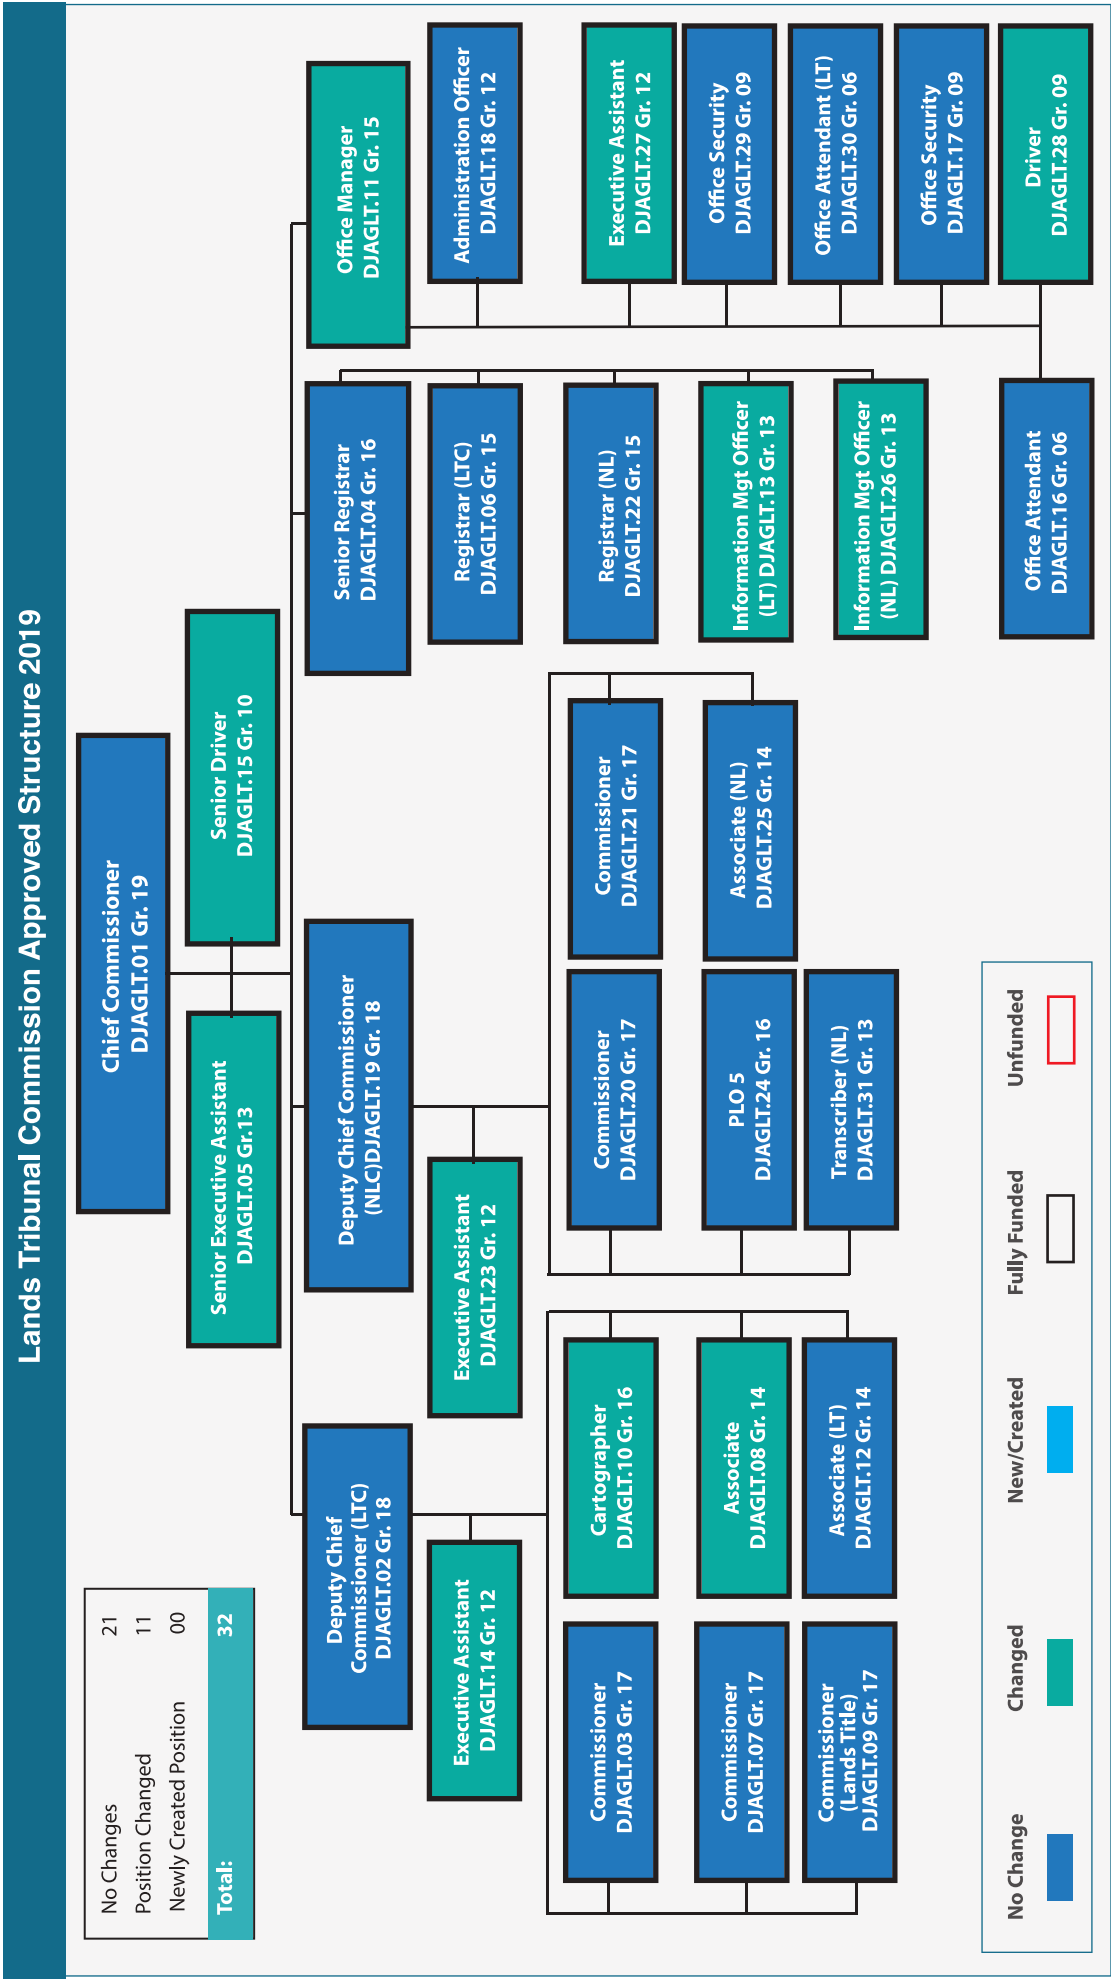 Lands Tribunal Commission Approved Structure 2019
No Changes 21
Position Changed 11
Newly Created Position 00
Total: 32
Chief Commissioner
DJAGLT.01 Gr. 19
Senior Executive Assistant
DJAGLT.05 Gr.13
Senior Driver
DJAGLT.15 Gr. 10
Deputy Chief
Commissioner (LTC)
DJAGLT.02 Gr. 18
Deputy Chief Commissioner
(NLC)DJAGLT.19 Gr. 18
Senior Registrar
DJAGLT.04 Gr. 16
Office Manager
DJAGLT.11 Gr. 15
Executive Assistant
DJAGLT.14 Gr. 12
Executive Assistant
DJAGLT.23 Gr. 12
Registrar (LTC)
DJAGLT.06 Gr. 15
Administration Officer
DJAGLT.18 Gr. 12
Commissioner
DJAGLT.03 Gr. 17
Cartographer
DJAGLT.10 Gr. 16
Commissioner
DJAGLT.20 Gr. 17
Commissioner
DJAGLT.21 Gr. 17
Registrar (NL)
DJAGLT.22 Gr. 15
Executive Assistant
DJAGLT.27 Gr. 12
Commissioner
DJAGLT.07 Gr. 17
Associate
DJAGLT.08 Gr. 14
PLO 5
DJAGLT.24 Gr. 16
Associate (NL)
DJAGLT.25 Gr. 14
Information Mgt Officer
(LT) DJAGLT.13 Gr. 13
Office Security
DJAGLT.29 Gr. 09
Commissioner
(Lands Title)
DJAGLT.09 Gr. 17
Associate (LT)
DJAGLT.12 Gr. 14
Transcriber (NL)
DJAGLT.31 Gr. 13
Information Mgt Officer
(NL) DJAGLT.26 Gr. 13
Office Attendant (LT)
DJAGLT.30 Gr. 06
Office Security
DJAGLT.17 Gr. 09
Office Attendant
DJAGLT.16 Gr. 06
Driver
DJAGLT.28 Gr. 09
No Change
Changed
New/Created
Fully Funded
Unfunded